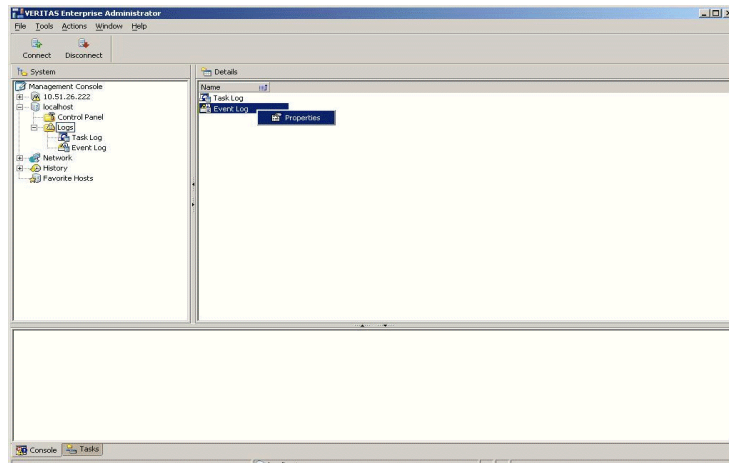 VERITAS Enterprise Administrator
File Tools Actions Window Help
Connect Disconnect
System
Management Console
10.51.26.222
localhost
Control Panel
Logs
Task Log
Event Log
Network
History
Favorite Hosts
Details
Name
Task Log
Event Log
Properties
Console Tasks